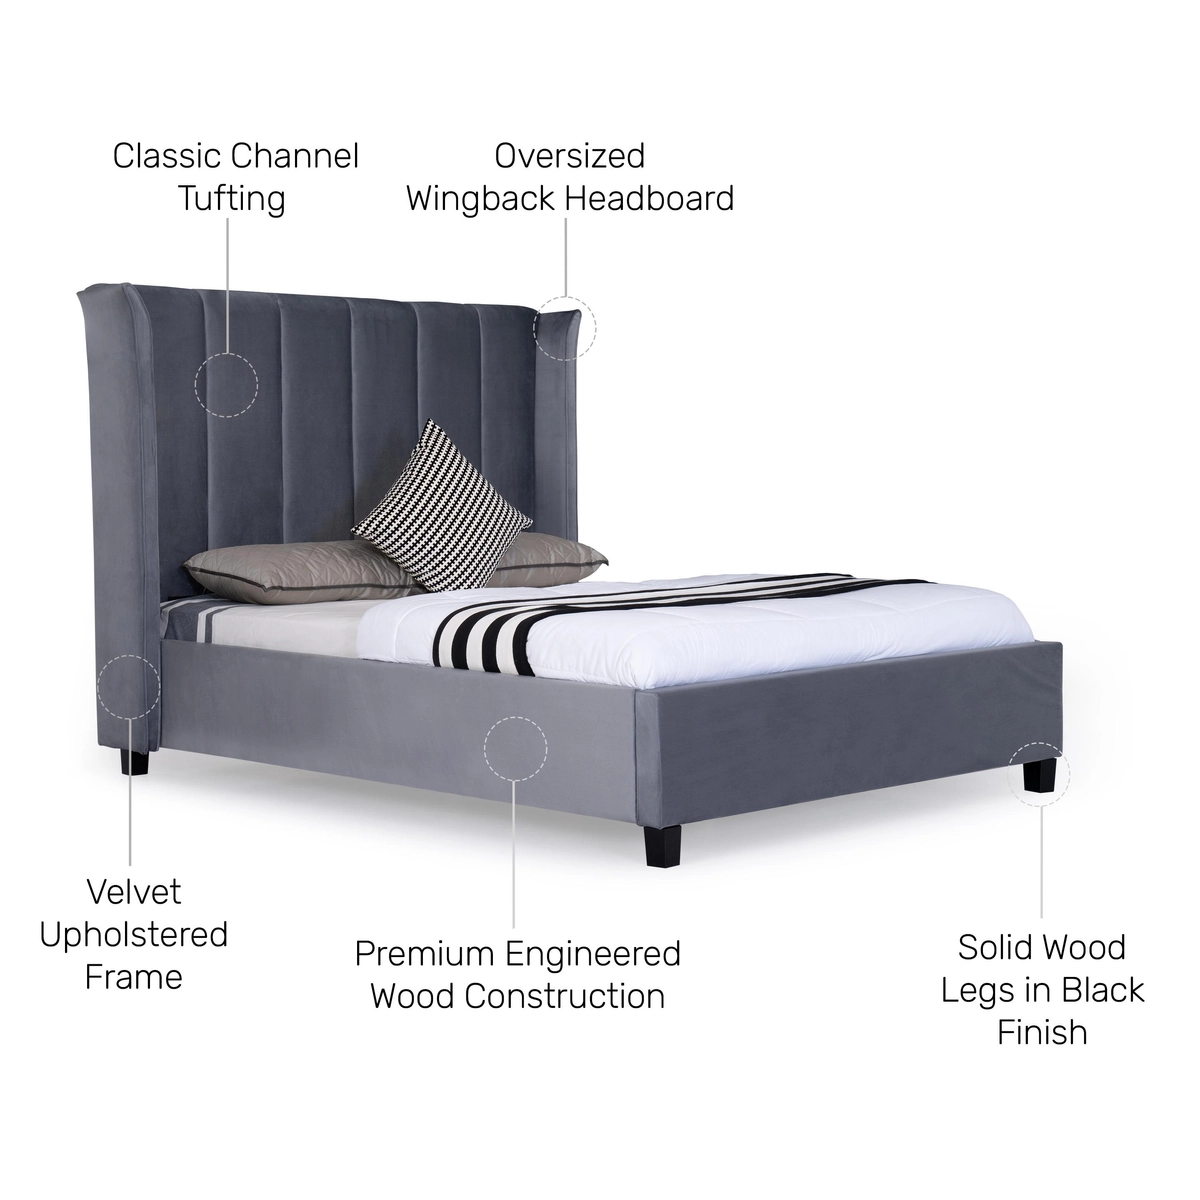 Classic Channel
Tufting
Oversized
Wingback Headboard
Velvet
Upholstered
Frame
Premium Engineered
Wood Construction
Solid Wood
Legs in Black
Finish